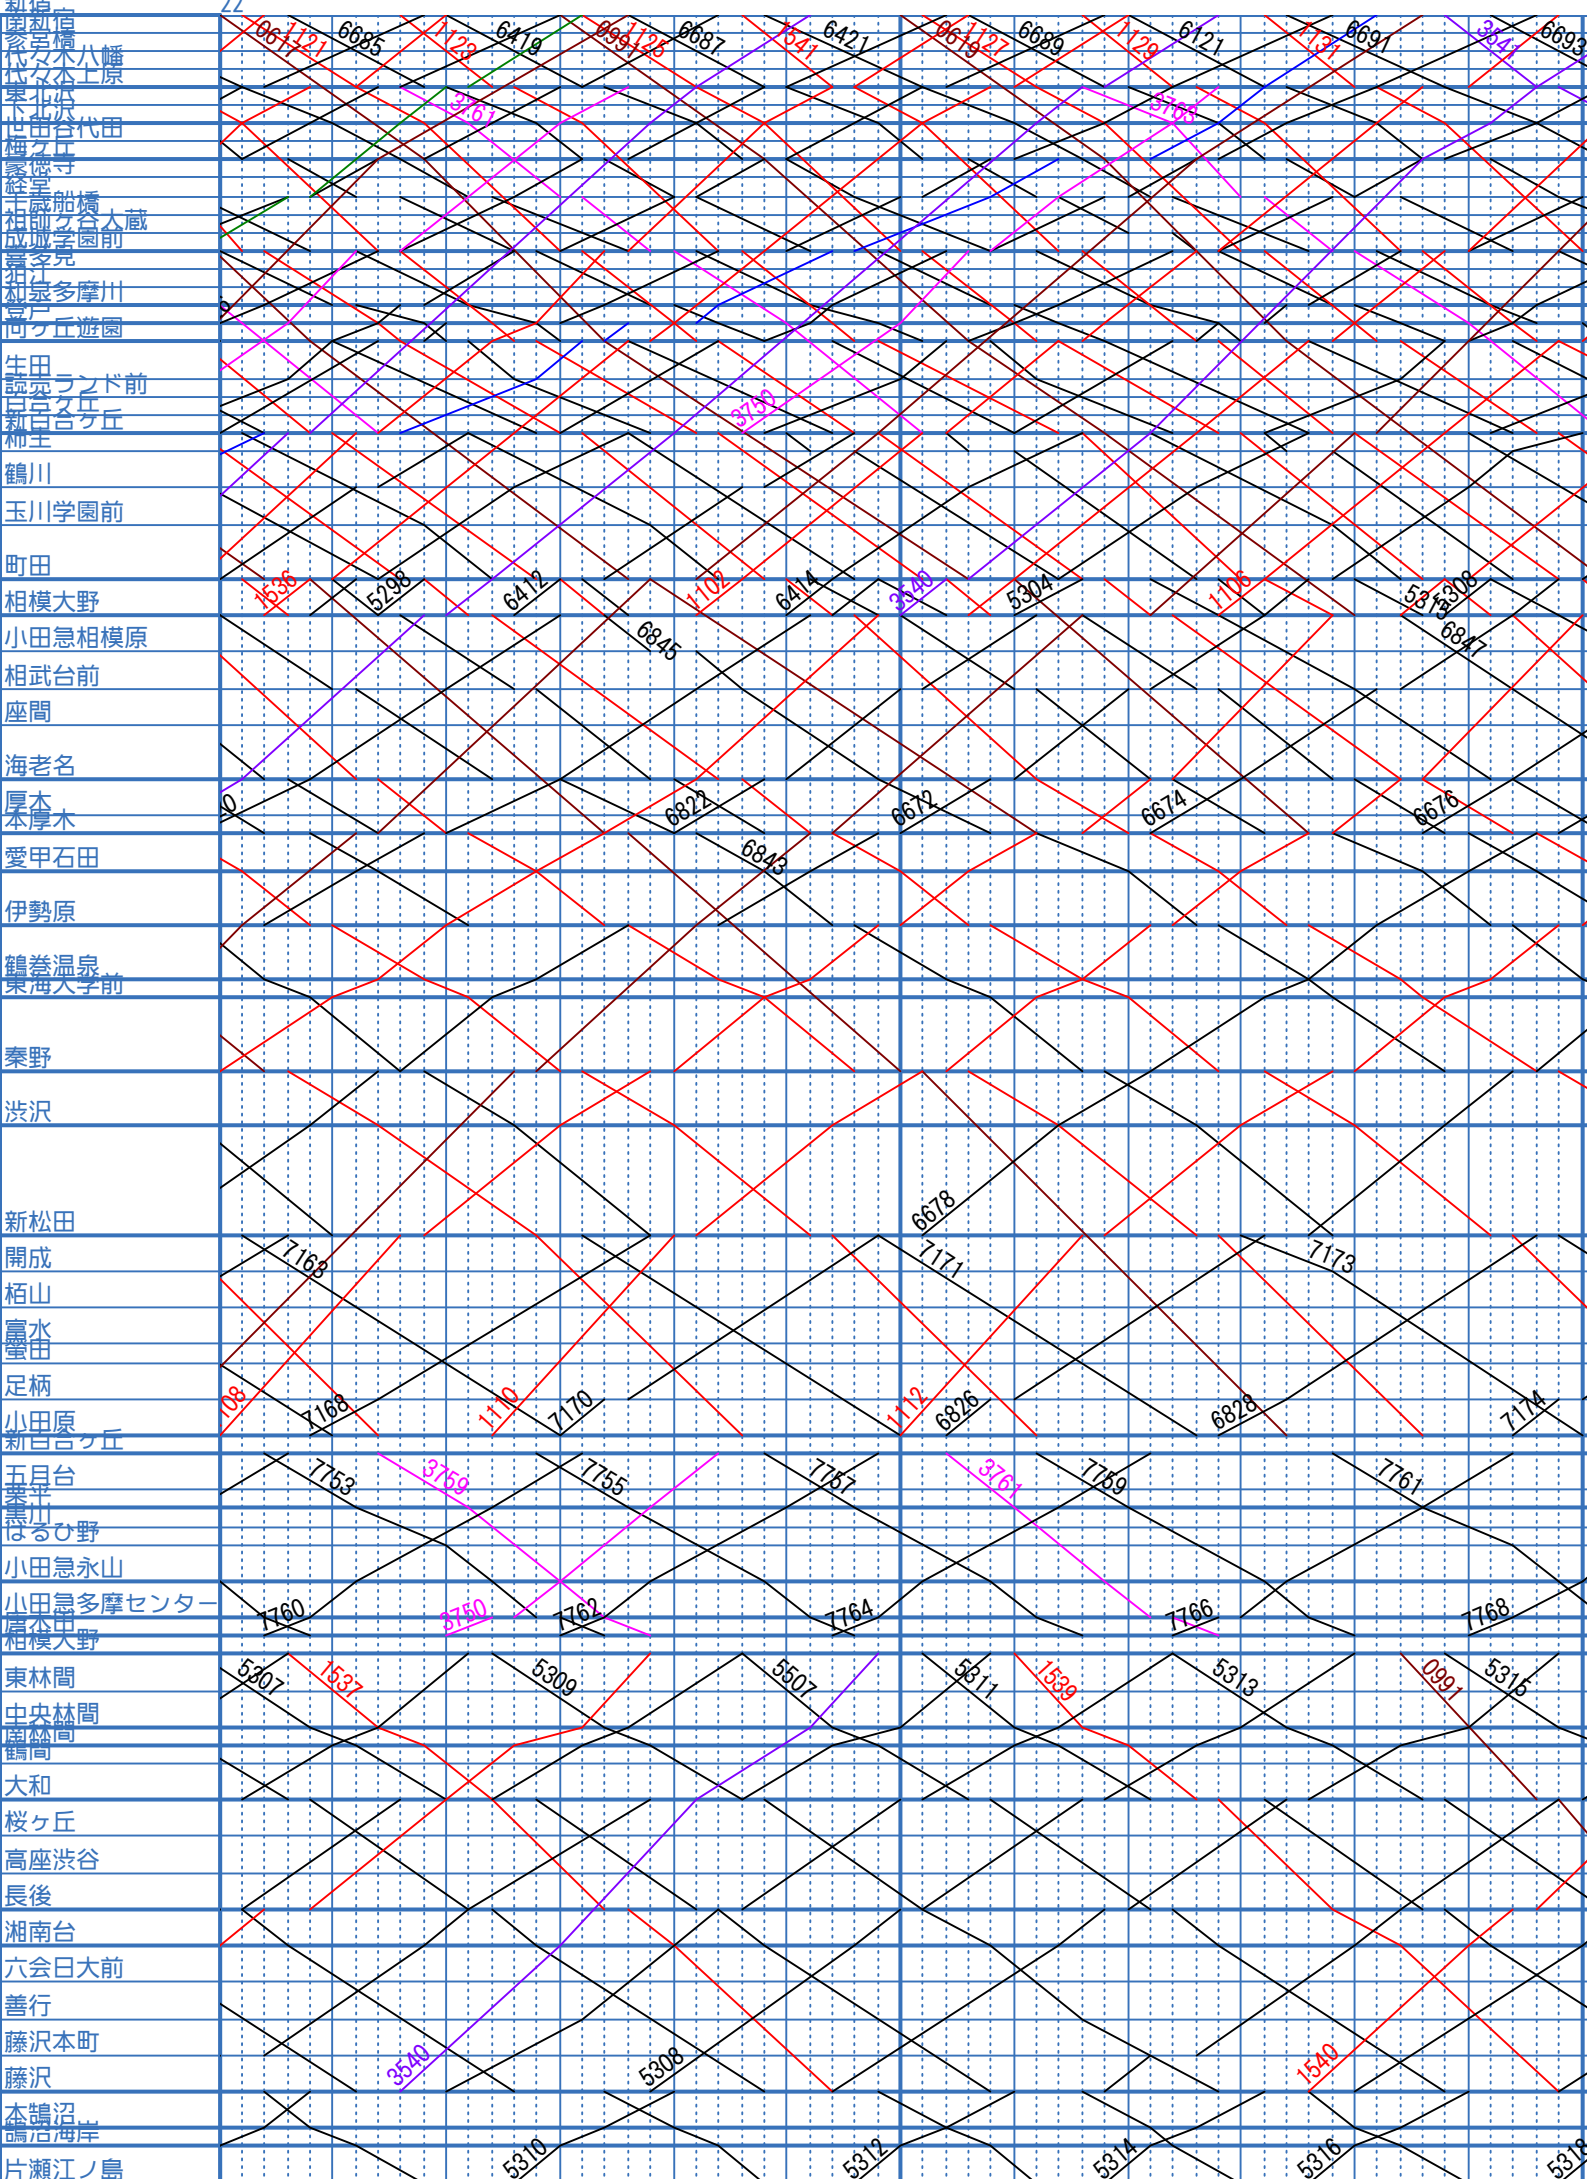 新宿 22
南新宿
参宮橋 0617 1121 6685 1123 6419 0991 1125 6687 1541 6421 0619 1127 6689 1129 6121 1131 6691 3541 6693
代々木八幡
代々木上原
東北沢
下北沢 3761 3763
世田谷代田
梅ヶ丘
豪徳寺
経堂
千歳船橋
祖師ヶ谷大蔵
成城学園前
喜多見
狛江
和泉多摩川
登戸
向ヶ丘遊園
生田
読売ランド前
百合ヶ丘 3750
新百合ヶ丘
柿生
鶴川
玉川学園前
町田
相模大野 1536 5298 6412 1102 6414 3540 5304 1106 5315 5308
小田急相模原 6845 6847
相武台前
座間
海老名
厚木 0
本厚木 6822 6672 6674 6676
愛甲石田 6843
伊勢原
鶴巻温泉
東海大学前
秦野
渋沢
新松田 6678
開成 7163 7171 7173
栢山
富水
螢田
足柄
小田原 108 7168 1110 7170 1112 6826 6828 7174
新百合ヶ丘
五月台 7753 3759 7755 7757 3761 7759 7761
栗平
黒川
はるひ野
小田急永山
小田急多摩センター
唐木田 7760 3750 7762 7764 7766 7768
相模大野
東林間 5307 1537 5309 5507 5311 1539 5313 0991 5315
中央林間
南林間
鶴間
大和
桜ヶ丘
高座渋谷
長後
湘南台
六会日大前
善行
藤沢本町
藤沢 3540 5308 1540
本鵠沼
鵠沼海岸
片瀬江ノ島 5310 5312 5314 5316 5318